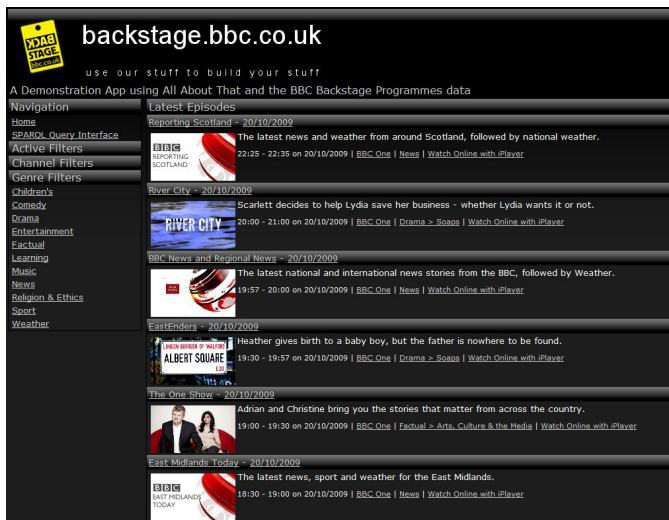 BACK
STAGE
bbc.co.uk
backstage.bbc.co.uk
use our stuff to build your stuff
A Demonstration App using All About That and the BBC Backstage Programmes data
Navigation
Home
SPARQL Query Interface
Active Filters
Channel Filters
Genre Filters
Children's
Comedy
Drama
Entertainment
Factual
Learning
Music
News
Religion & Ethics
Sport
Weather
Latest Episodes
Reporting Scotland - 20/10/2009
BBC
REPORTING
SCOTLAND
The latest news and weather from around Scotland, followed by national weather.
22:25 - 22:35 on 20/10/2009 | BBC One | News | Watch Online with iPlayer
River City - 20/10/2009
RIVER CITY
Scarlett decides to help Lydia save her business - whether Lydia wants it or not.
20:00 - 21:00 on 20/10/2009 | BBC One | Drama > Soaps | Watch Online with iPlayer
BBC News and Regional News - 20/10/2009
The latest national and international news stories from the BBC, followed by Weather.
19:57 - 20:00 on 20/10/2009 | BBC One | News | Watch Online with iPlayer
EastEnders - 20/10/2009
LONDON BOROUGH OF WALFORD
ALBERT SQUARE
E20
Heather gives birth to a baby boy, but the father is nowhere to be found.
19:30 - 19:57 on 20/10/2009 | BBC One | Drama > Soaps | Watch Online with iPlayer
The One Show - 20/10/2009
Adrian and Christine bring you the stories that matter from across the country.
19:00 - 19:30 on 20/10/2009 | BBC One | Factual > Arts, Culture & the Media | Watch Online with iPlayer
East Midlands Today - 20/10/2009
BBC
EAST MIDLANDS
TODAY
The latest news, sport and weather for the East Midlands.
18:30 - 19:00 on 20/10/2009 | BBC One | News | Watch Online with iPlayer